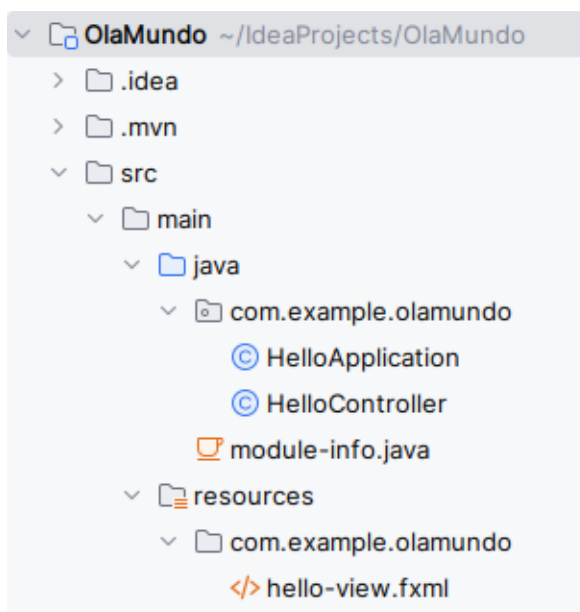 OlaMundo ~/IdeaProjects/OlaMundo
.idea
.mvn
src
main
java
com.example.olamundo
HelloApplication
HelloController
module-info.java
resources
com.example.olamundo
hello-view.fxml